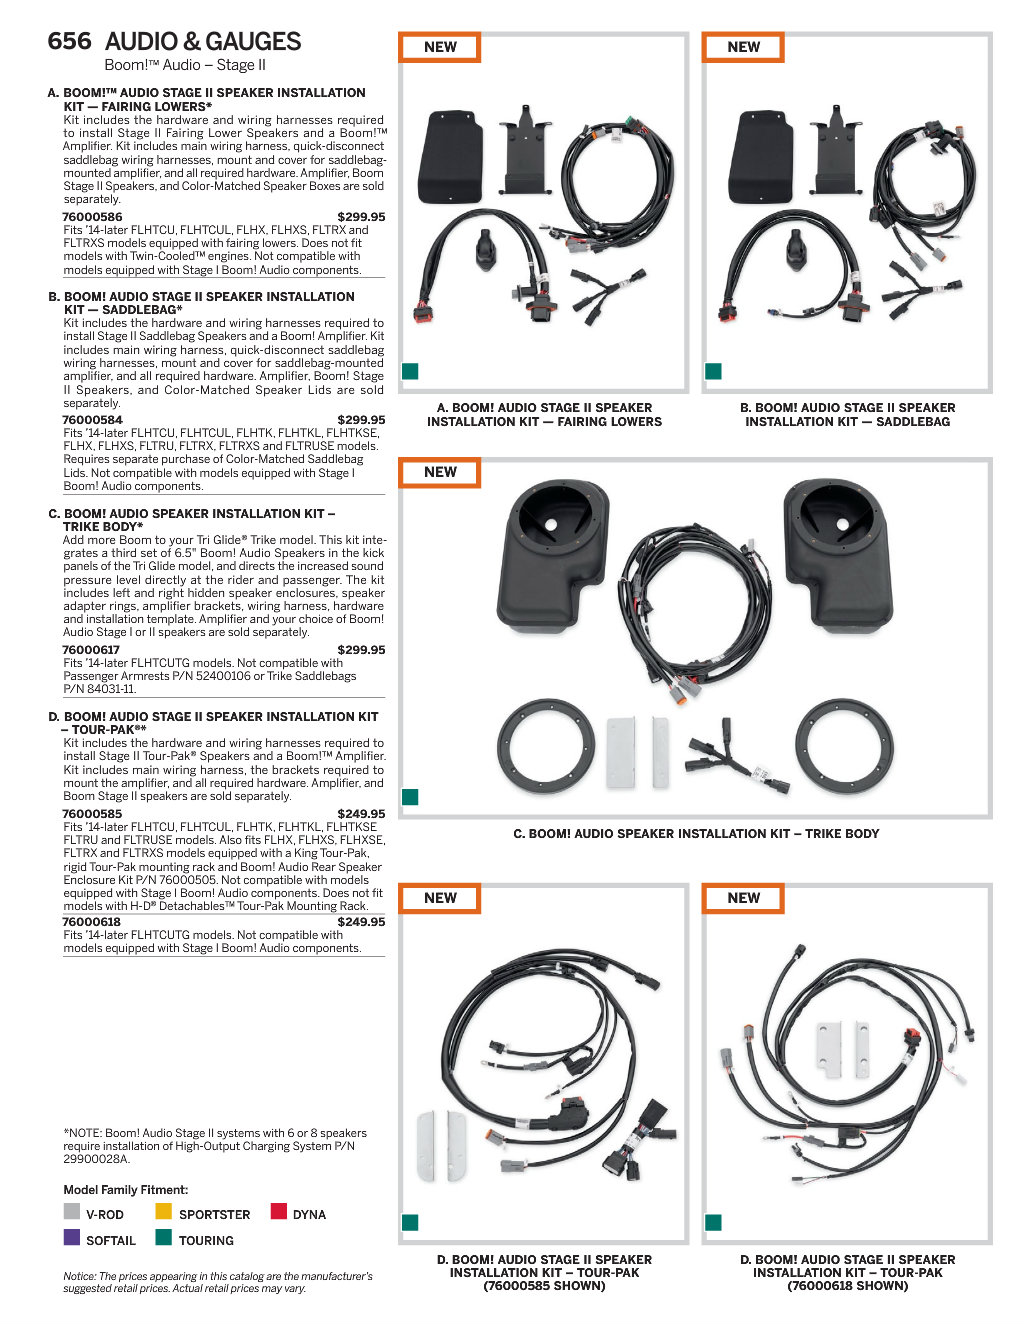 656 AUDIO & GAUGES
Boom!™ Audio – Stage II
A. BOOM!™ AUDIO STAGE II SPEAKER INSTALLATION
KIT — FAIRING LOWERS*
Kit includes the hardware and wiring harnesses required
to install Stage II Fairing Lower Speakers and a Boom!™
Amplifier. Kit includes main wiring harness, quick-disconnect
saddlebag wiring harnesses, mount and cover for saddlebag-
mounted amplifier, and all required hardware. Amplifier, Boom
Stage II Speakers, and Color-Matched Speaker Boxes are sold
separately.
76000586 $299.95
Fits ’14-later FLHTCU, FLHTCUL, FLHX, FLHXS, FLTRX and
FLTRXS models equipped with fairing lowers. Does not fit
models with Twin-Cooled™ engines. Not compatible with
models equipped with Stage I Boom! Audio components.
B. BOOM! AUDIO STAGE II SPEAKER INSTALLATION
KIT — SADDLEBAG*
Kit includes the hardware and wiring harnesses required to
install Stage II Saddlebag Speakers and a Boom! Amplifier. Kit
includes main wiring harness, quick-disconnect saddlebag
wiring harnesses, mount and cover for saddlebag-mounted
amplifier, and all required hardware. Amplifier, Boom! Stage
II Speakers, and Color-Matched Speaker Lids are sold
separately.
76000584 $299.95
Fits ’14-later FLHTCU, FLHTCUL, FLHTK, FLHTKL, FLHTKSE,
FLHX, FLHXS, FLTRU, FLTRX, FLTRXS and FLTRUSE models.
Requires separate purchase of Color-Matched Saddlebag
Lids. Not compatible with models equipped with Stage I
Boom! Audio components.
C. BOOM! AUDIO SPEAKER INSTALLATION KIT –
TRIKE BODY*
Add more Boom to your Tri Glide® Trike model. This kit inte-
grates a third set of 6.5" Boom! Audio Speakers in the kick
panels of the Tri Glide model, and directs the increased sound
pressure level directly at the rider and passenger. The kit
includes left and right hidden speaker enclosures, speaker
adapter rings, amplifier brackets, wiring harness, hardware
and installation template. Amplifier and your choice of Boom!
Audio Stage I or II speakers are sold separately.
76000617 $299.95
Fits ’14-later FLHTCUTG models. Not compatible with
Passenger Armrests P/N 52400106 or Trike Saddlebags
P/N 84031-11.
D. BOOM! AUDIO STAGE II SPEAKER INSTALLATION KIT
– TOUR-PAK®*
Kit includes the hardware and wiring harnesses required to
install Stage II Tour-Pak® Speakers and a Boom!™ Amplifier.
Kit includes main wiring harness, the brackets required to
mount the amplifier, and all required hardware. Amplifier, and
Boom Stage II speakers are sold separately.
76000585 $249.95
Fits ’14-later FLHTCU, FLHTCUL, FLHTK, FLHTKL, FLHTKSE
FLTRU and FLTRUSE models. Also fits FLHX, FLHXS, FLHXSE,
FLTRX and FLTRXS models equipped with a King Tour-Pak,
rigid Tour-Pak mounting rack and Boom! Audio Rear Speaker
Enclosure Kit P/N 76000505. Not compatible with models
equipped with Stage I Boom! Audio components. Does not fit
models with H-D® Detachables™ Tour-Pak Mounting Rack.
76000618 $249.95
Fits ’14-later FLHTCUTG models. Not compatible with
models equipped with Stage I Boom! Audio components.
*NOTE: Boom! Audio Stage II systems with 6 or 8 speakers
require installation of High-Output Charging System P/N
29900028A.
Model Family Fitment:
V-ROD SPORTSTER DYNA
SOFTAIL TOURING
Notice: The prices appearing in this catalog are the manufacturer’s
suggested retail prices. Actual retail prices may vary.
NEW
A. BOOM! AUDIO STAGE II SPEAKER
INSTALLATION KIT — FAIRING LOWERS
NEW
B. BOOM! AUDIO STAGE II SPEAKER
INSTALLATION KIT — SADDLEBAG
NEW
C. BOOM! AUDIO SPEAKER INSTALLATION KIT – TRIKE BODY
NEW
D. BOOM! AUDIO STAGE II SPEAKER
INSTALLATION KIT – TOUR-PAK
(76000585 SHOWN)
NEW
D. BOOM! AUDIO STAGE II SPEAKER
INSTALLATION KIT – TOUR-PAK
(76000618 SHOWN)